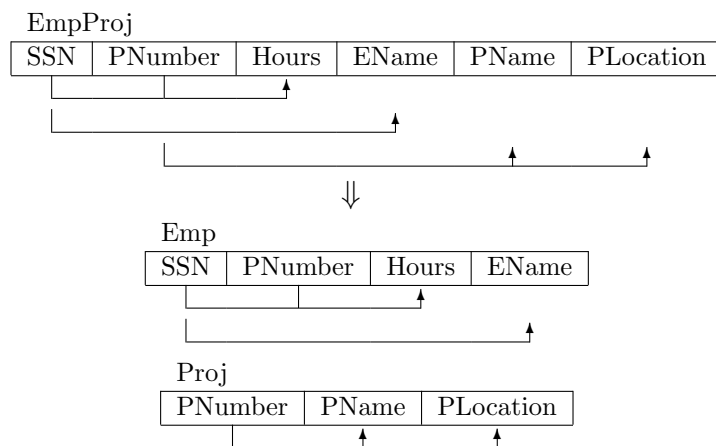 EmpProj
SSN PNumber Hours EName PName PLocation
⇓
Emp
SSN PNumber Hours EName
Proj
PNumber PName PLocation